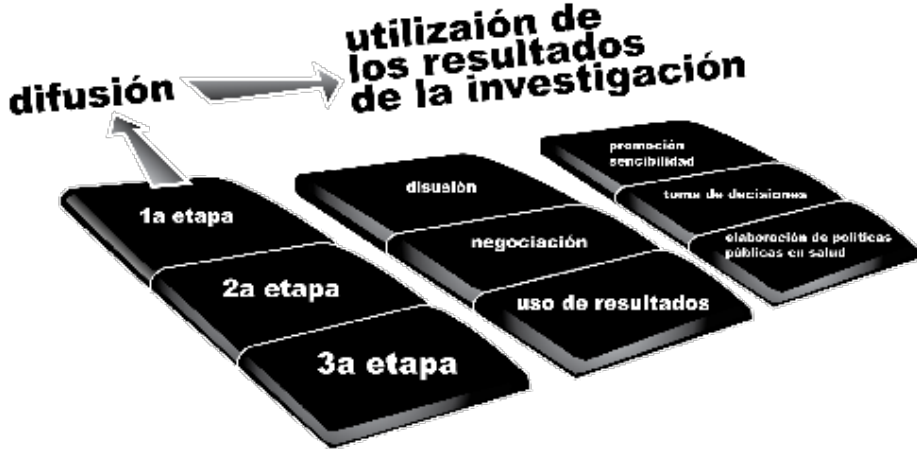 difusión
utilizaión de
los resultados
de la investigación
1a etapa
2a etapa
3a etapa
disusión
negociación
uso de resultados
promoción
sencibilidad
toma de decisiones
elaboración de políticas
públicas en salud